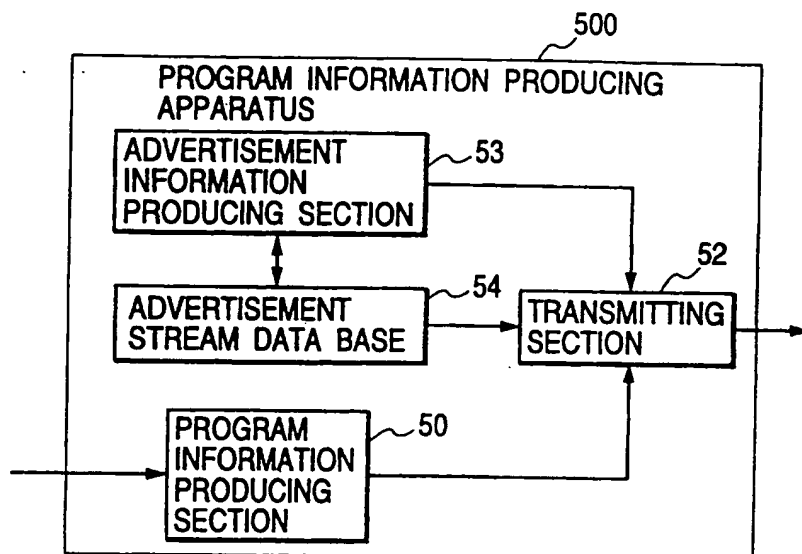 500
PROGRAM INFORMATION PRODUCING
APPARATUS
ADVERTISEMENT
INFORMATION
PRODUCING SECTION
53
ADVERTISEMENT
STREAM DATA BASE
54
TRANSMITTING
SECTION
52
PROGRAM
INFORMATION
PRODUCING
SECTION
50